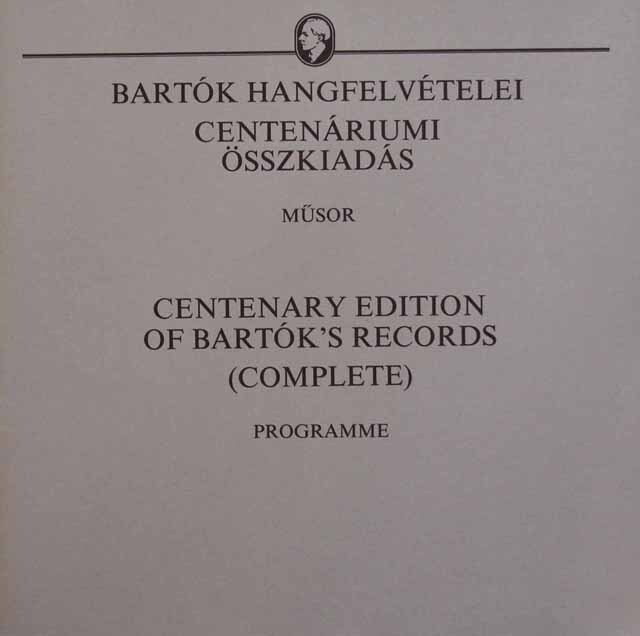 BARTÓK HANGFELVÉTELEI
CENTENÁRIUMI
ÖSSZKIADÁS
MŰSOR
CENTENARY EDITION
OF BARTÓK'S RECORDS
(COMPLETE)
PROGRAMME